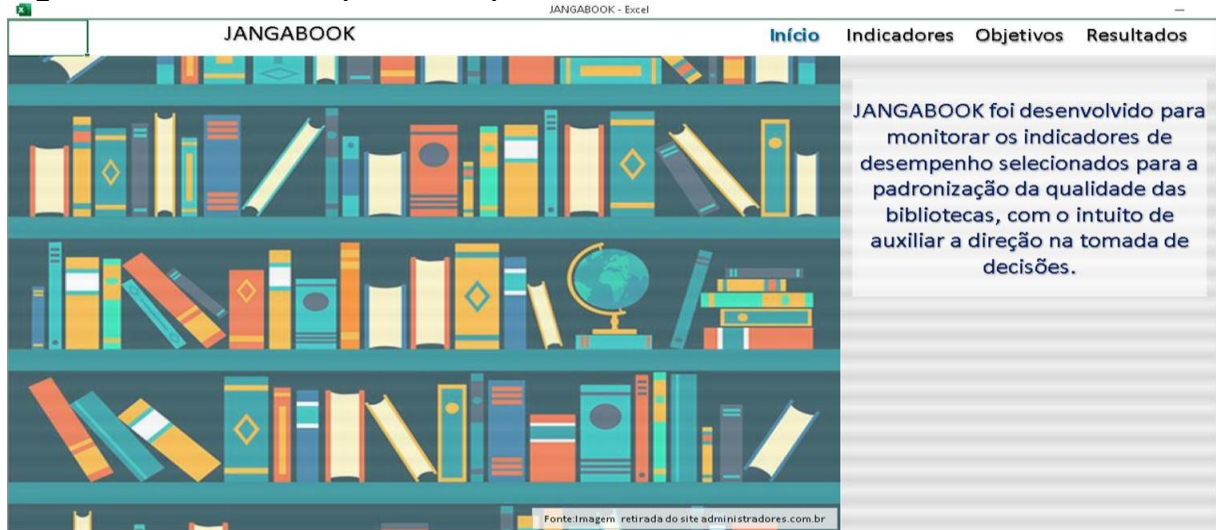 JANGABOOK - Excel
JANGABOOK
Início Indicadores Objetivos Resultados
JANGABOOK foi desenvolvido para
monitorar os indicadores de
desempenho selecionados para a
padronização da qualidade das
bibliotecas, com o intuito de
auxiliar a direção na tomada de
decisões.
Fonte:Imagem retirada do site administradores.com.br